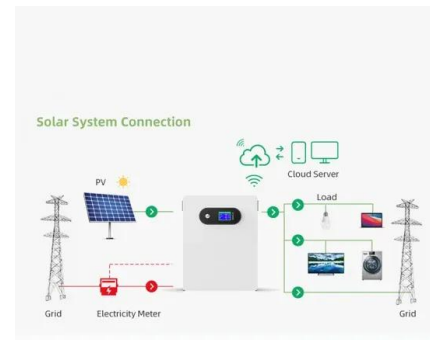 Solar System Connection
Cloud Server
PV
Load
Grid
Electricity Meter
Grid